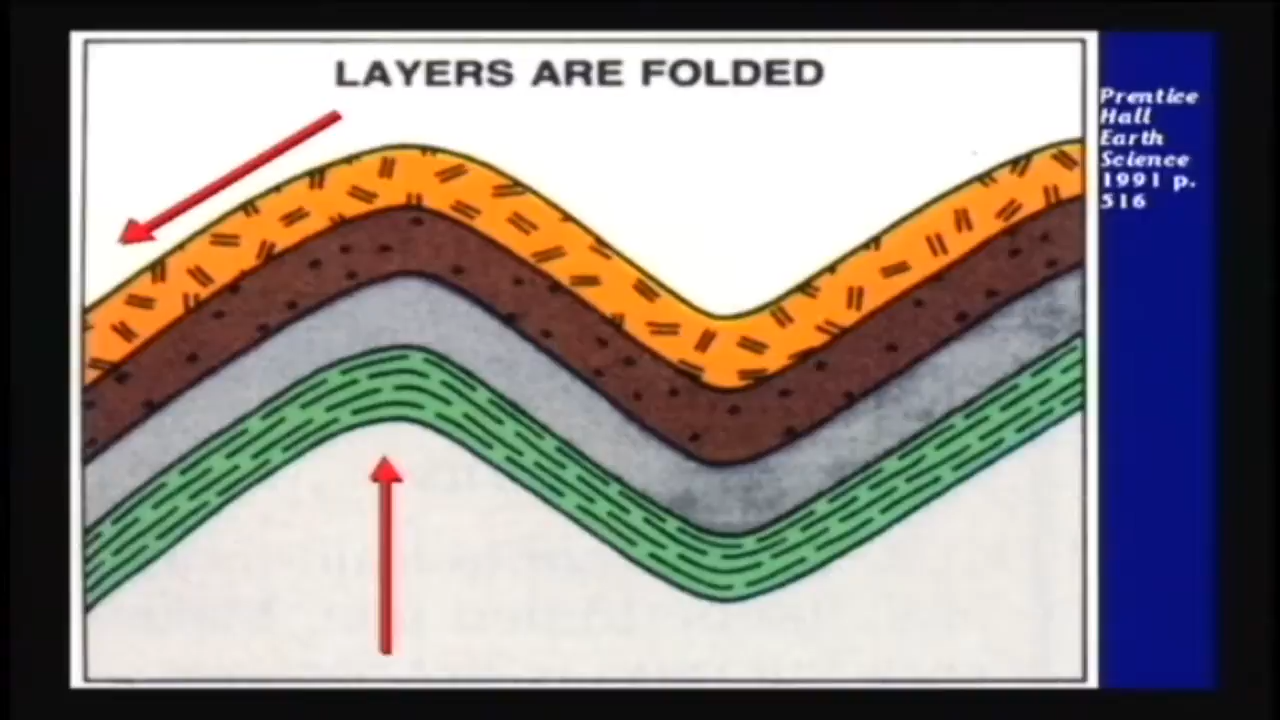 LAYERS ARE FOLDED
Prentice
Hall
Earth
Science
1991 p.
516